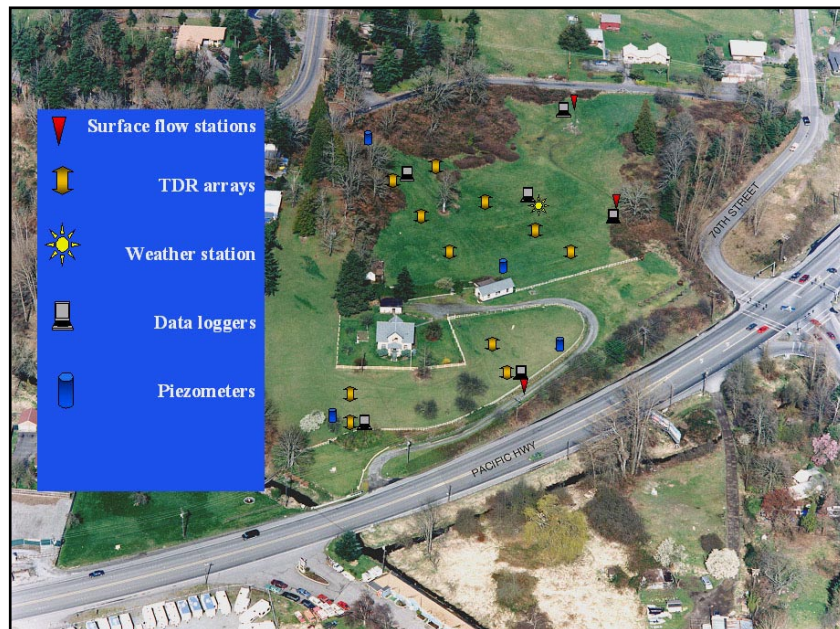 Surface flow stations
TDR arrays
Weather station
Data loggers
Piezometers
70TH STREET
PACIFIC HWY